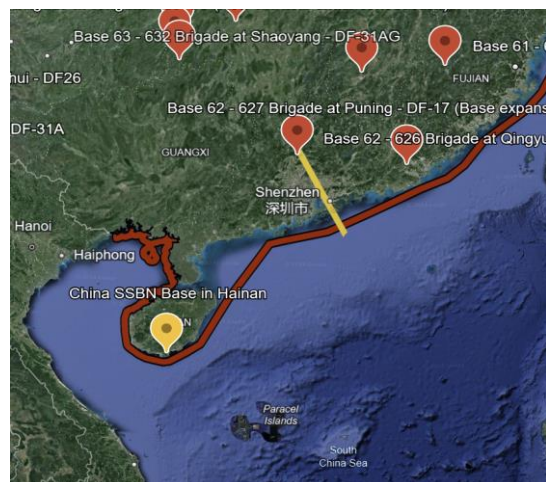 Base 63 - 632 Brigade at Shaoyang - DF-31AG
Base 61 -
hui - DF26
FUJIAN
Base 62 - 627 Brigade at Puning - DF-17 (Base expans
DF-31A
Base 62 - 626 Brigade at Qingyu
GUANGXI
Shenzhen
深圳市
Hanoi
Haiphong
China SSBN Base in Hainan
Paracel
Islands
South
China Sea